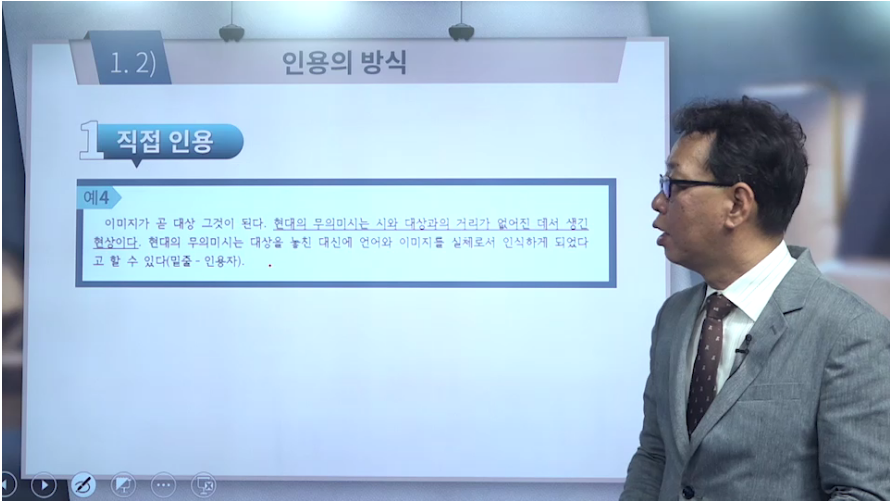 1. 2)
인용의 방식
1 직접 인용
예4
이미지가 곧 대상 그것이 된다. 현대의 무의미시는 시와 대상과의 거리가 없어진 데서 생긴
현상이다. 현대의 무의미시는 대상을 놓친 대신에 언어와 이미지를 실체로서 인식하게 되었다
고 할 수 있다(밑줄 - 인용자).